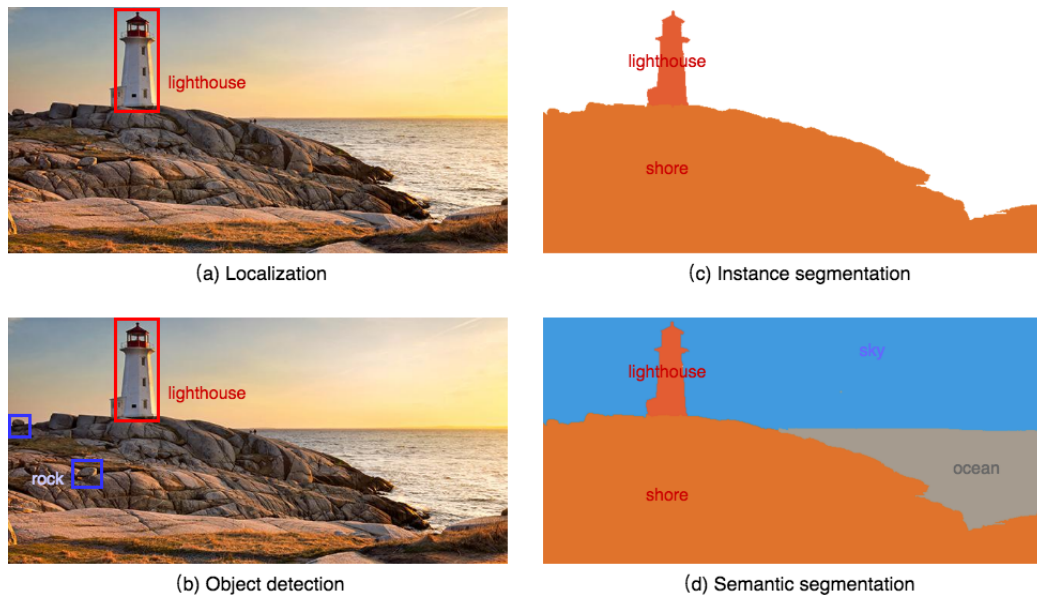 lighthouse
(a) Localization
lighthouse
shore
(c) Instance segmentation
lighthouse
rock
(b) Object detection
sky
lighthouse
ocean
shore
(d) Semantic segmentation